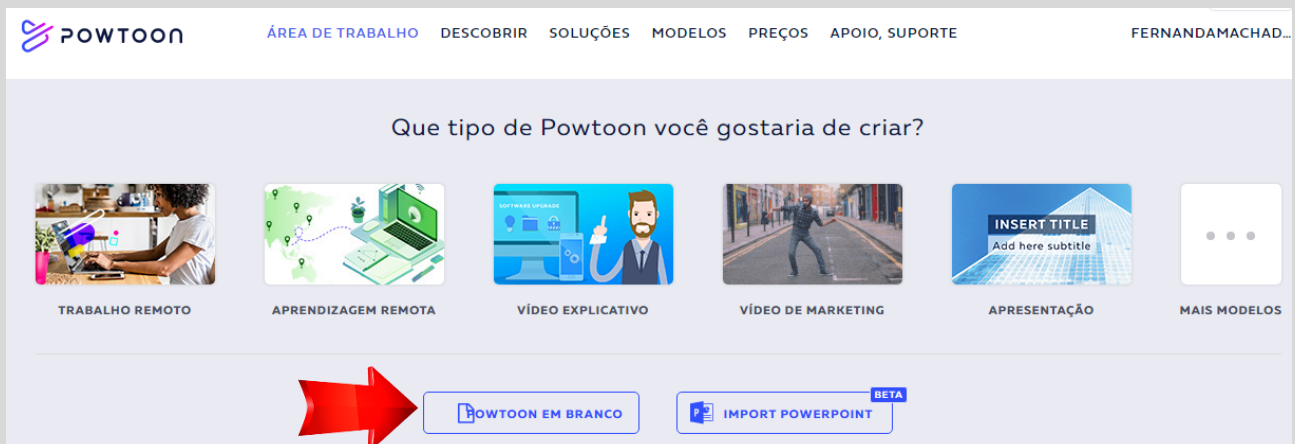 POWTOON
ÁREA DE TRABALHO DESCOBRIR SOLUÇÕES MODELOS PREÇOS APOIO, SUPORTE FERNANDAMACHAD...
Que tipo de Powtoon você gostaria de criar?
SOFTWARE UPGRADE
INSERT TITLE
Add here subtitle
TRABALHO REMOTO APRENDIZAGEM REMOTA VÍDEO EXPLICATIVO VÍDEO DE MARKETING APRESENTAÇÃO MAIS MODELOS
BETA
POWTOON EM BRANCO IMPORT POWERPOINT